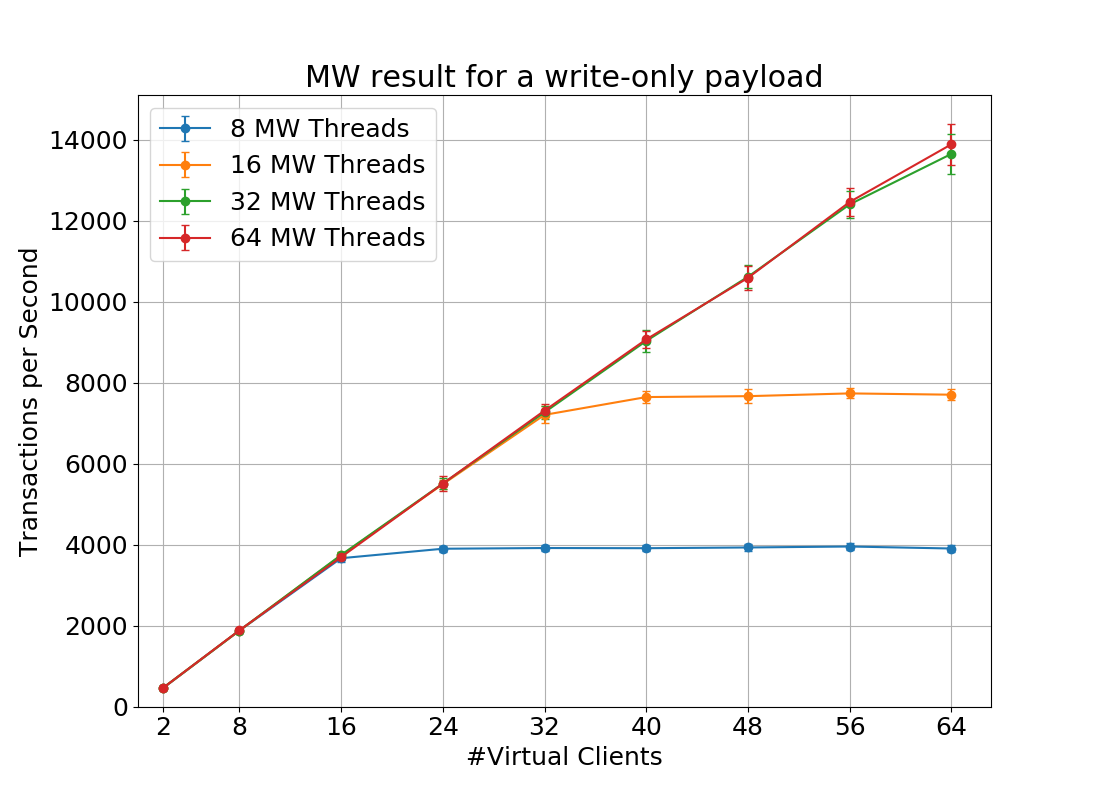 MW result for a write-only payload
8 MW Threads
16 MW Threads
32 MW Threads
64 MW Threads
Transactions per Second
14000
12000
10000
8000
6000
4000
2000
0
2 8 16 24 32 40 48 56 64
#Virtual Clients